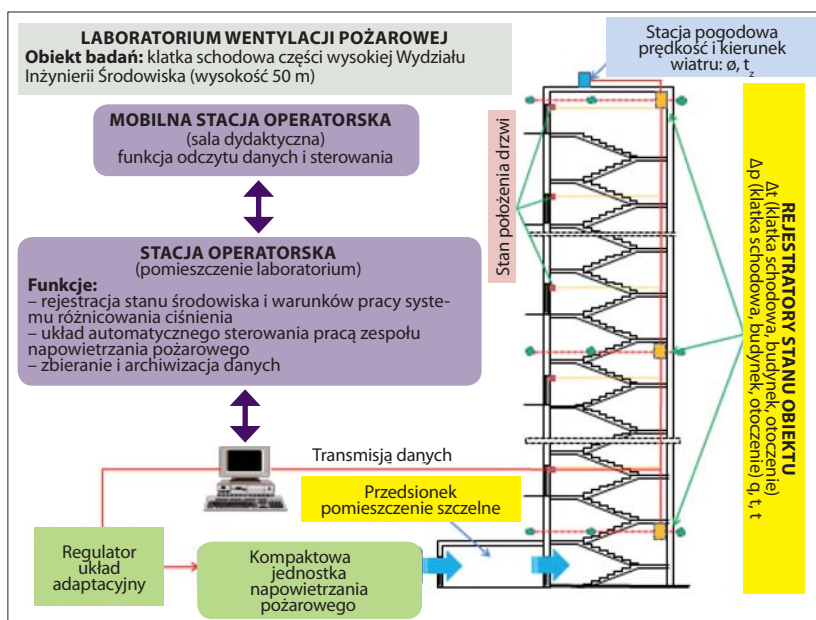 LABORATORIUM WENTYLACJI POŻAROWEJ
Obiekt badań: klatka schodowa części wysokiej Wydziału
Inżynierii Środowiska (wysokość 50 m)
Stacja pogodowa
prędkość i kierunek
wiatru: ø, t_z
MOBILNA STACJA OPERATORSKA
(sala dydaktyczna)
funkcja odczytu danych i sterowania
Stan położenia drzwi
STACJA OPERATORSKA
(pomieszczenie laboratorium)
Funkcje:
– rejestracja stanu środowiska i warunków pracy syste-
mu różnicowania ciśnienia
– układ automatycznego sterowania pracą zespołu
napowietrzania pożarowego
– zbieranie i archiwizacja danych
REJESTRATORY STANU OBIEKTU
Δt (klatka schodowa, budynek, otoczenie)
Δp (klatka schodowa, budynek, otoczenie) q, t, t
Transmisją danych
Przedsionek
pomieszczenie szczelne
Regulator
układ
adaptacyjny
Kompaktowa
jednostka
napowietrzania
pożarowego